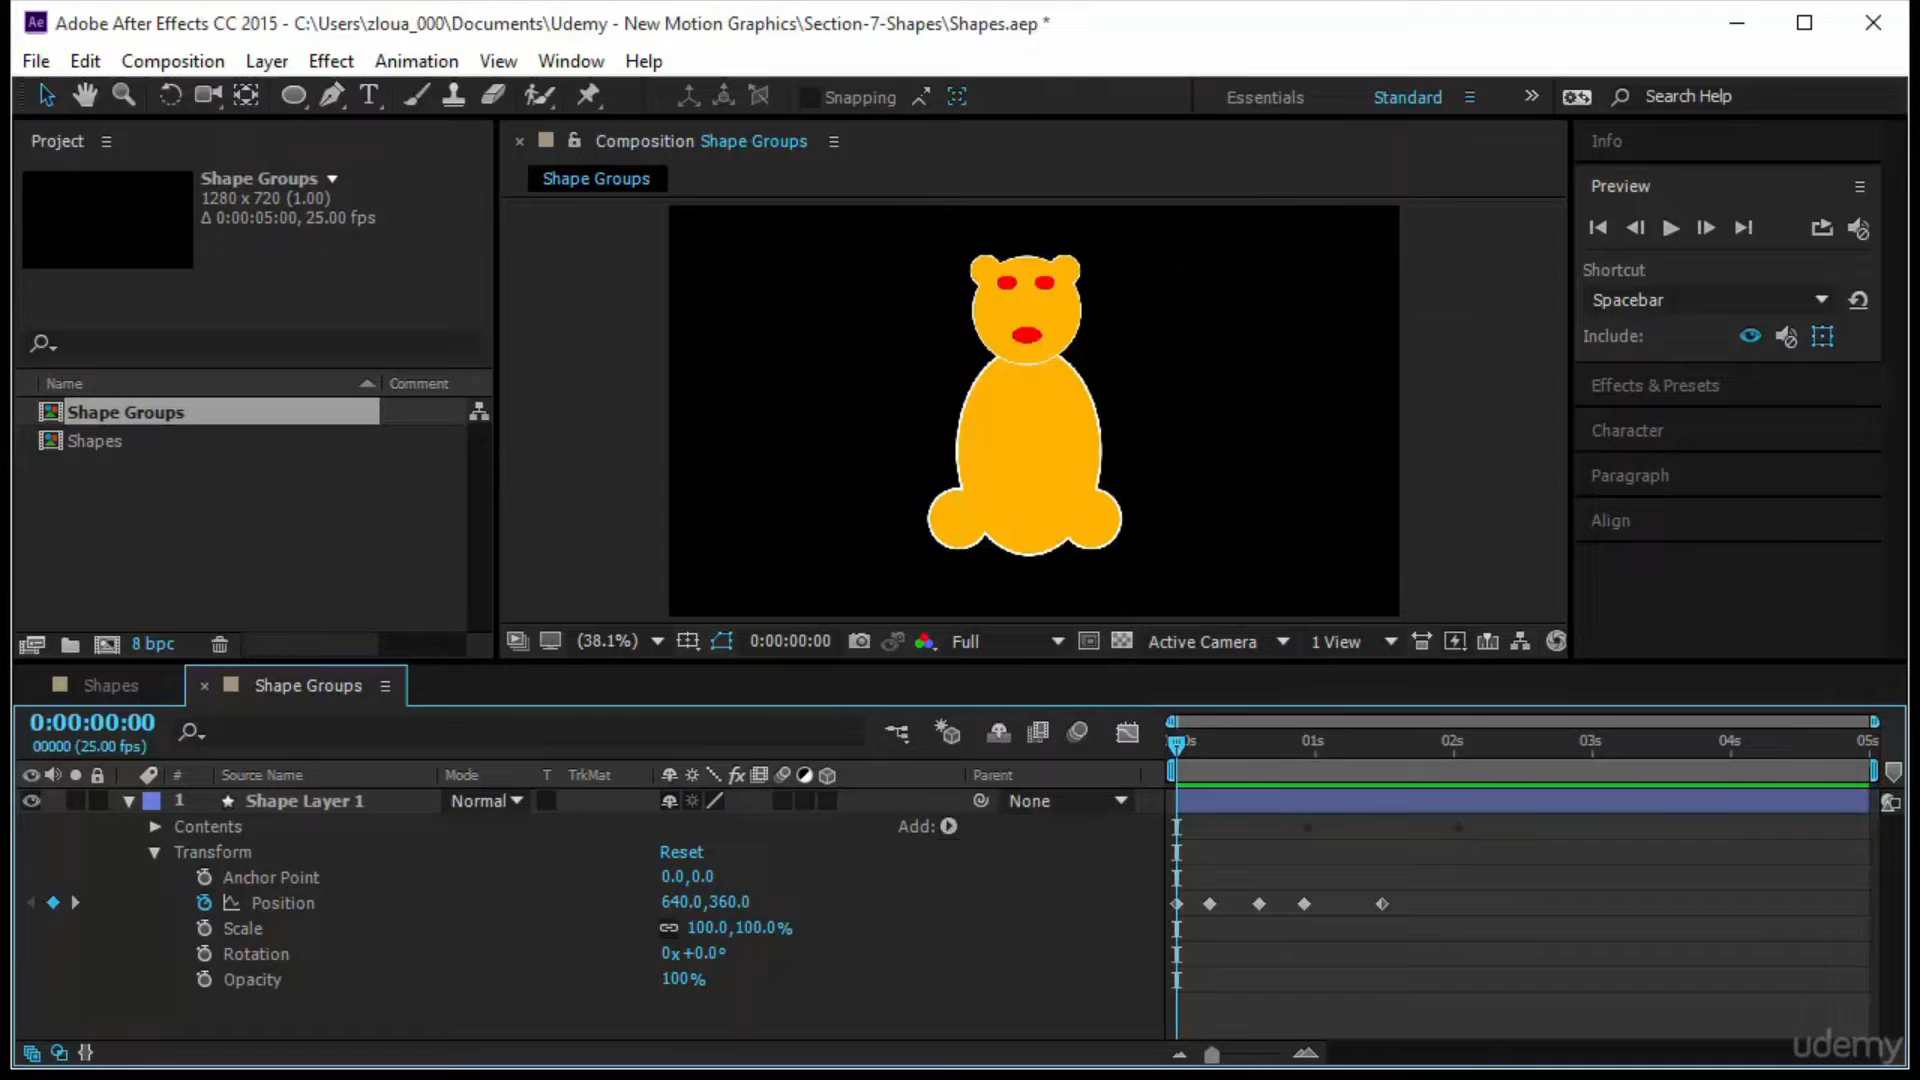 Adobe After Effects CC 2015 - C:\Users\zloua_000\Documents\Udemy - New Motion Graphics\Section-7-Shapes\Shapes.aep *
File Edit Composition Layer Effect Animation View Window Help
Snapping Essentials Standard Search Help
Project
Shape Groups
1280 x 720 (1.00)
Δ 0:00:05:00, 25.00 fps
Name Comment
Shape Groups
Shapes
8 bpc
Composition Shape Groups
Shape Groups
(38.1%) 0:00:00:00 Full Active Camera 1 View
Info
Preview
Shortcut
Spacebar
Include:
Effects & Presets
Character
Paragraph
Align
Shapes Shape Groups
0:00:00:00
00000 (25.00 fps)
01s 02s 03s 04s 05s
# Source Name Mode T TrkMat fx Parent
1 Shape Layer 1 Normal None
Contents Add:
Transform Reset
Anchor Point 0.0,0.0
Position 640.0,360.0
Scale 100.0,100.0%
Rotation 0x+0.0°
Opacity 100%
udemy